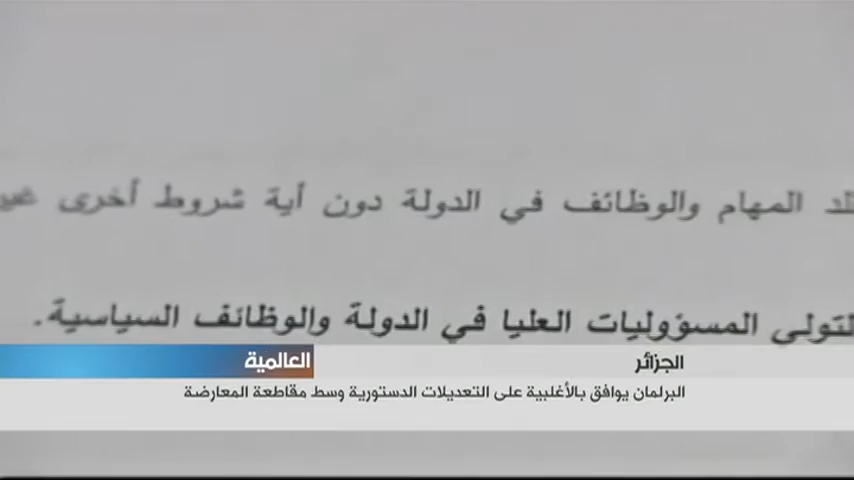 المهام والوظائف في الدولة دون أية شروط أخرى
لتولي المسؤوليات العليا في الدولة والوظائف السياسية.
الجزائر
العالمية
البرلمان يوافق بالأغلبية على التعديلات الدستورية وسط مقاطعة المعارضة